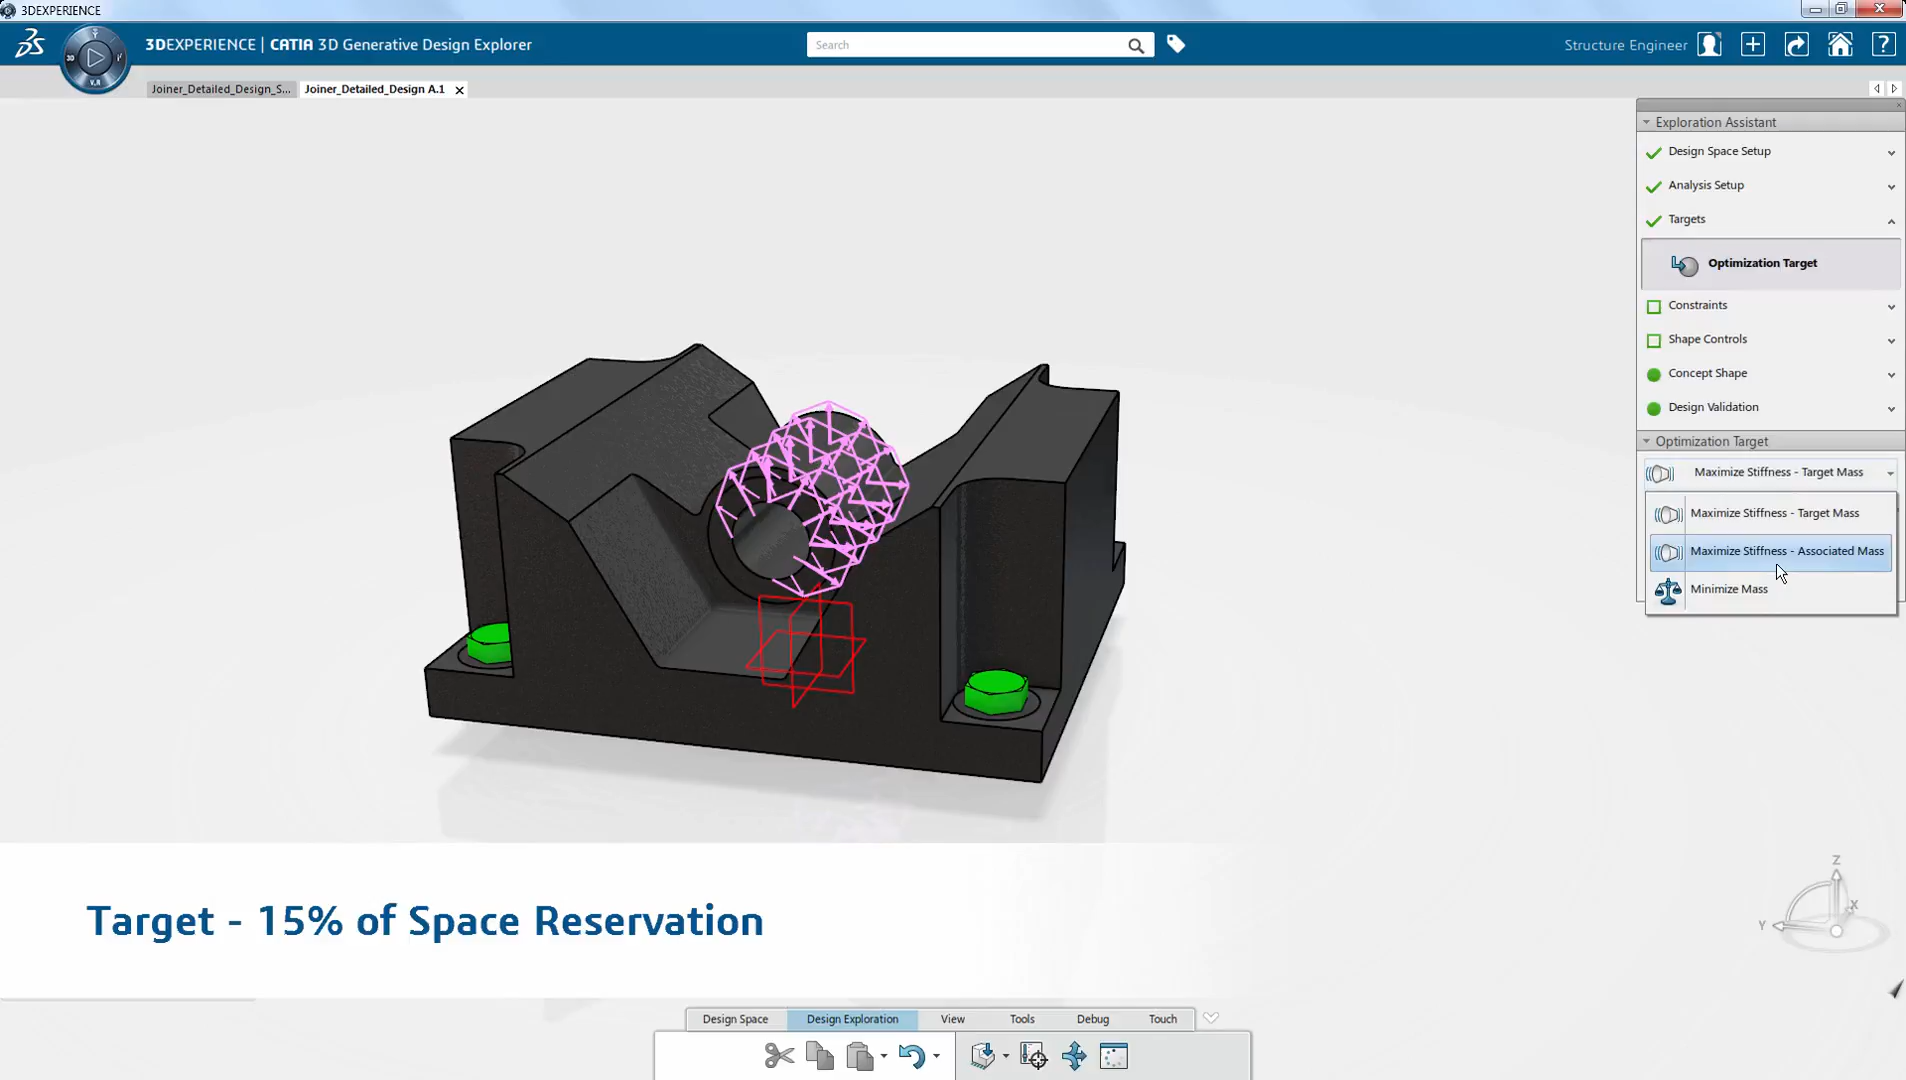 3DEXPERIENCE
3DEXPERIENCE | CATIA 3D Generative Design Explorer
Search
Structure Engineer
3D
V.R
Joiner_Detailed_Design_S...
Joiner_Detailed_Design A.1
Exploration Assistant
Design Space Setup
Analysis Setup
Targets
Optimization Target
Constraints
Shape Controls
Concept Shape
Design Validation
Optimization Target
Maximize Stiffness - Target Mass
Maximize Stiffness - Target Mass
Maximize Stiffness - Associated Mass
Minimize Mass
Z
X
Y
Target - 15% of Space Reservation
Design Space
Design Exploration
View
Tools
Debug
Touch